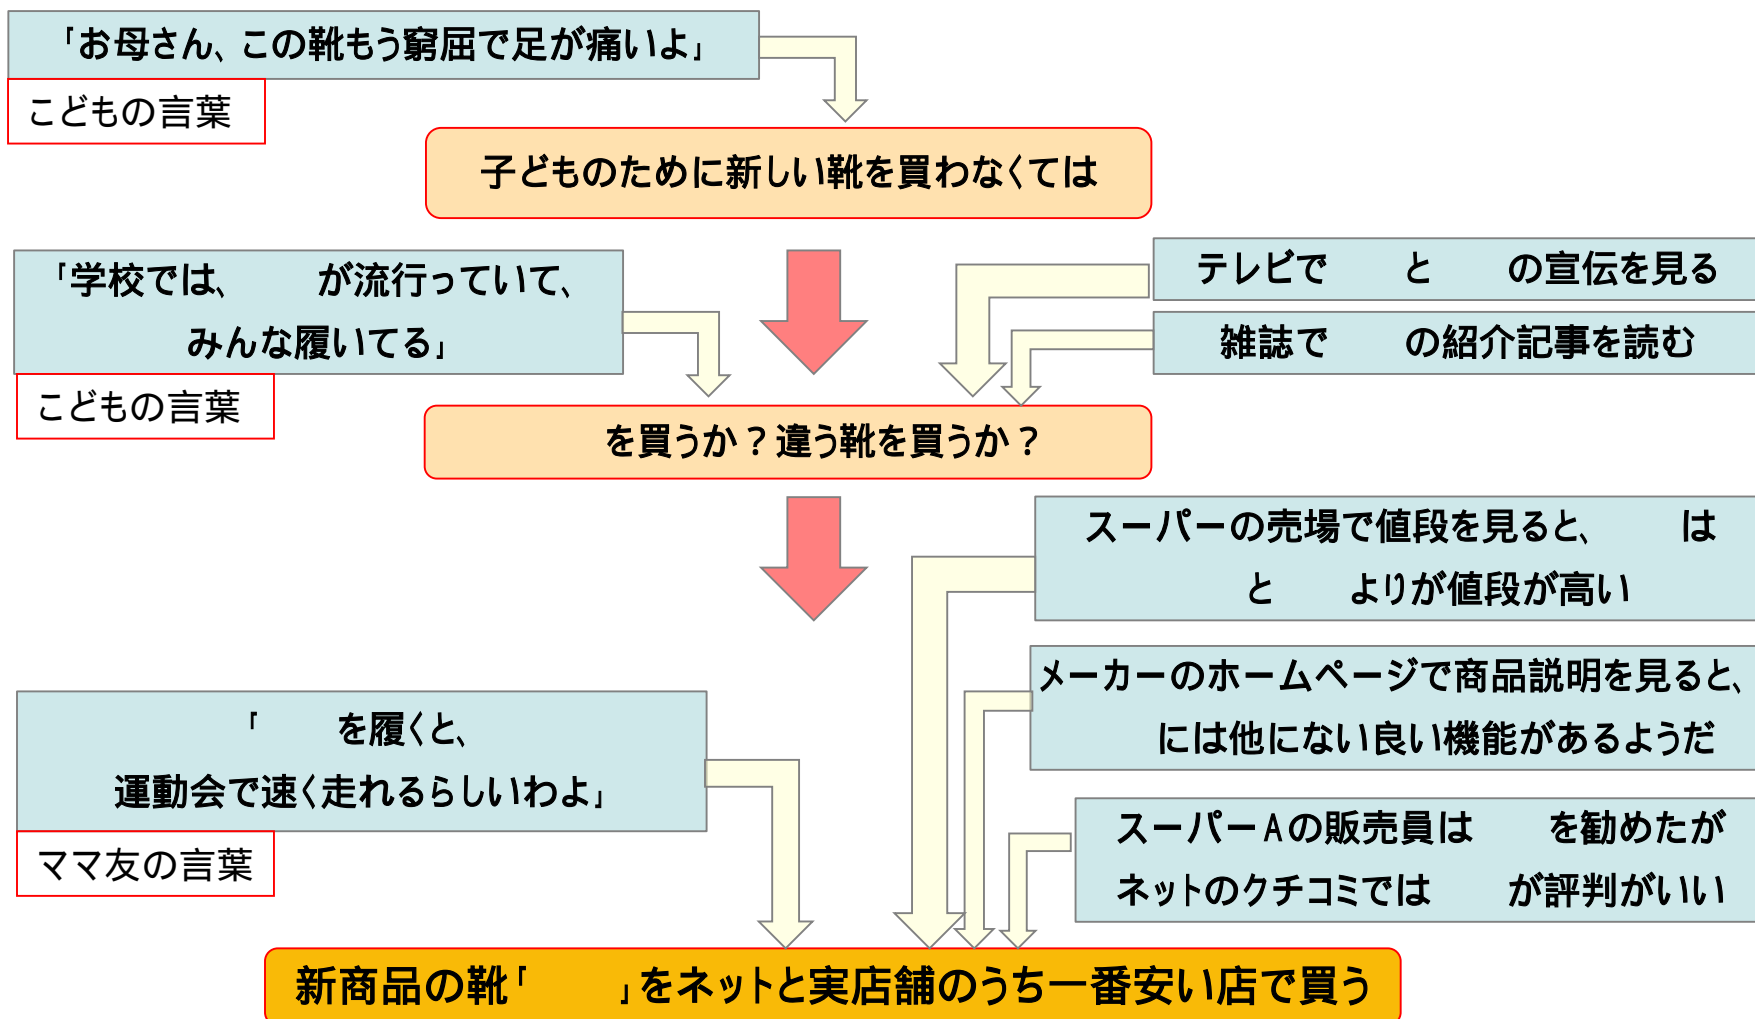 「お母さん、この靴もう窮屈で足が痛いよ」
こどもの言葉
子どものために新しい靴を買わなくては
「学校では、　　が流行っていて、
みんな履いてる」
こどもの言葉
テレビで　　と　　の宣伝を見る
雑誌で　　の紹介記事を読む
を買うか？違う靴を買うか？
スーパーの売場で値段を見ると、　　は
と　　よりが値段が高い
メーカーのホームページで商品説明を見ると、
には他にない良い機能があるようだ
「　　を履くと、
運動会で速く走れるらしいわよ」
ママ友の言葉
スーパーAの販売員は　　を勧めたが
ネットのクチコミでは　　が評判がいい
新商品の靴「　　」をネットと実店舗のうち一番安い店で買う